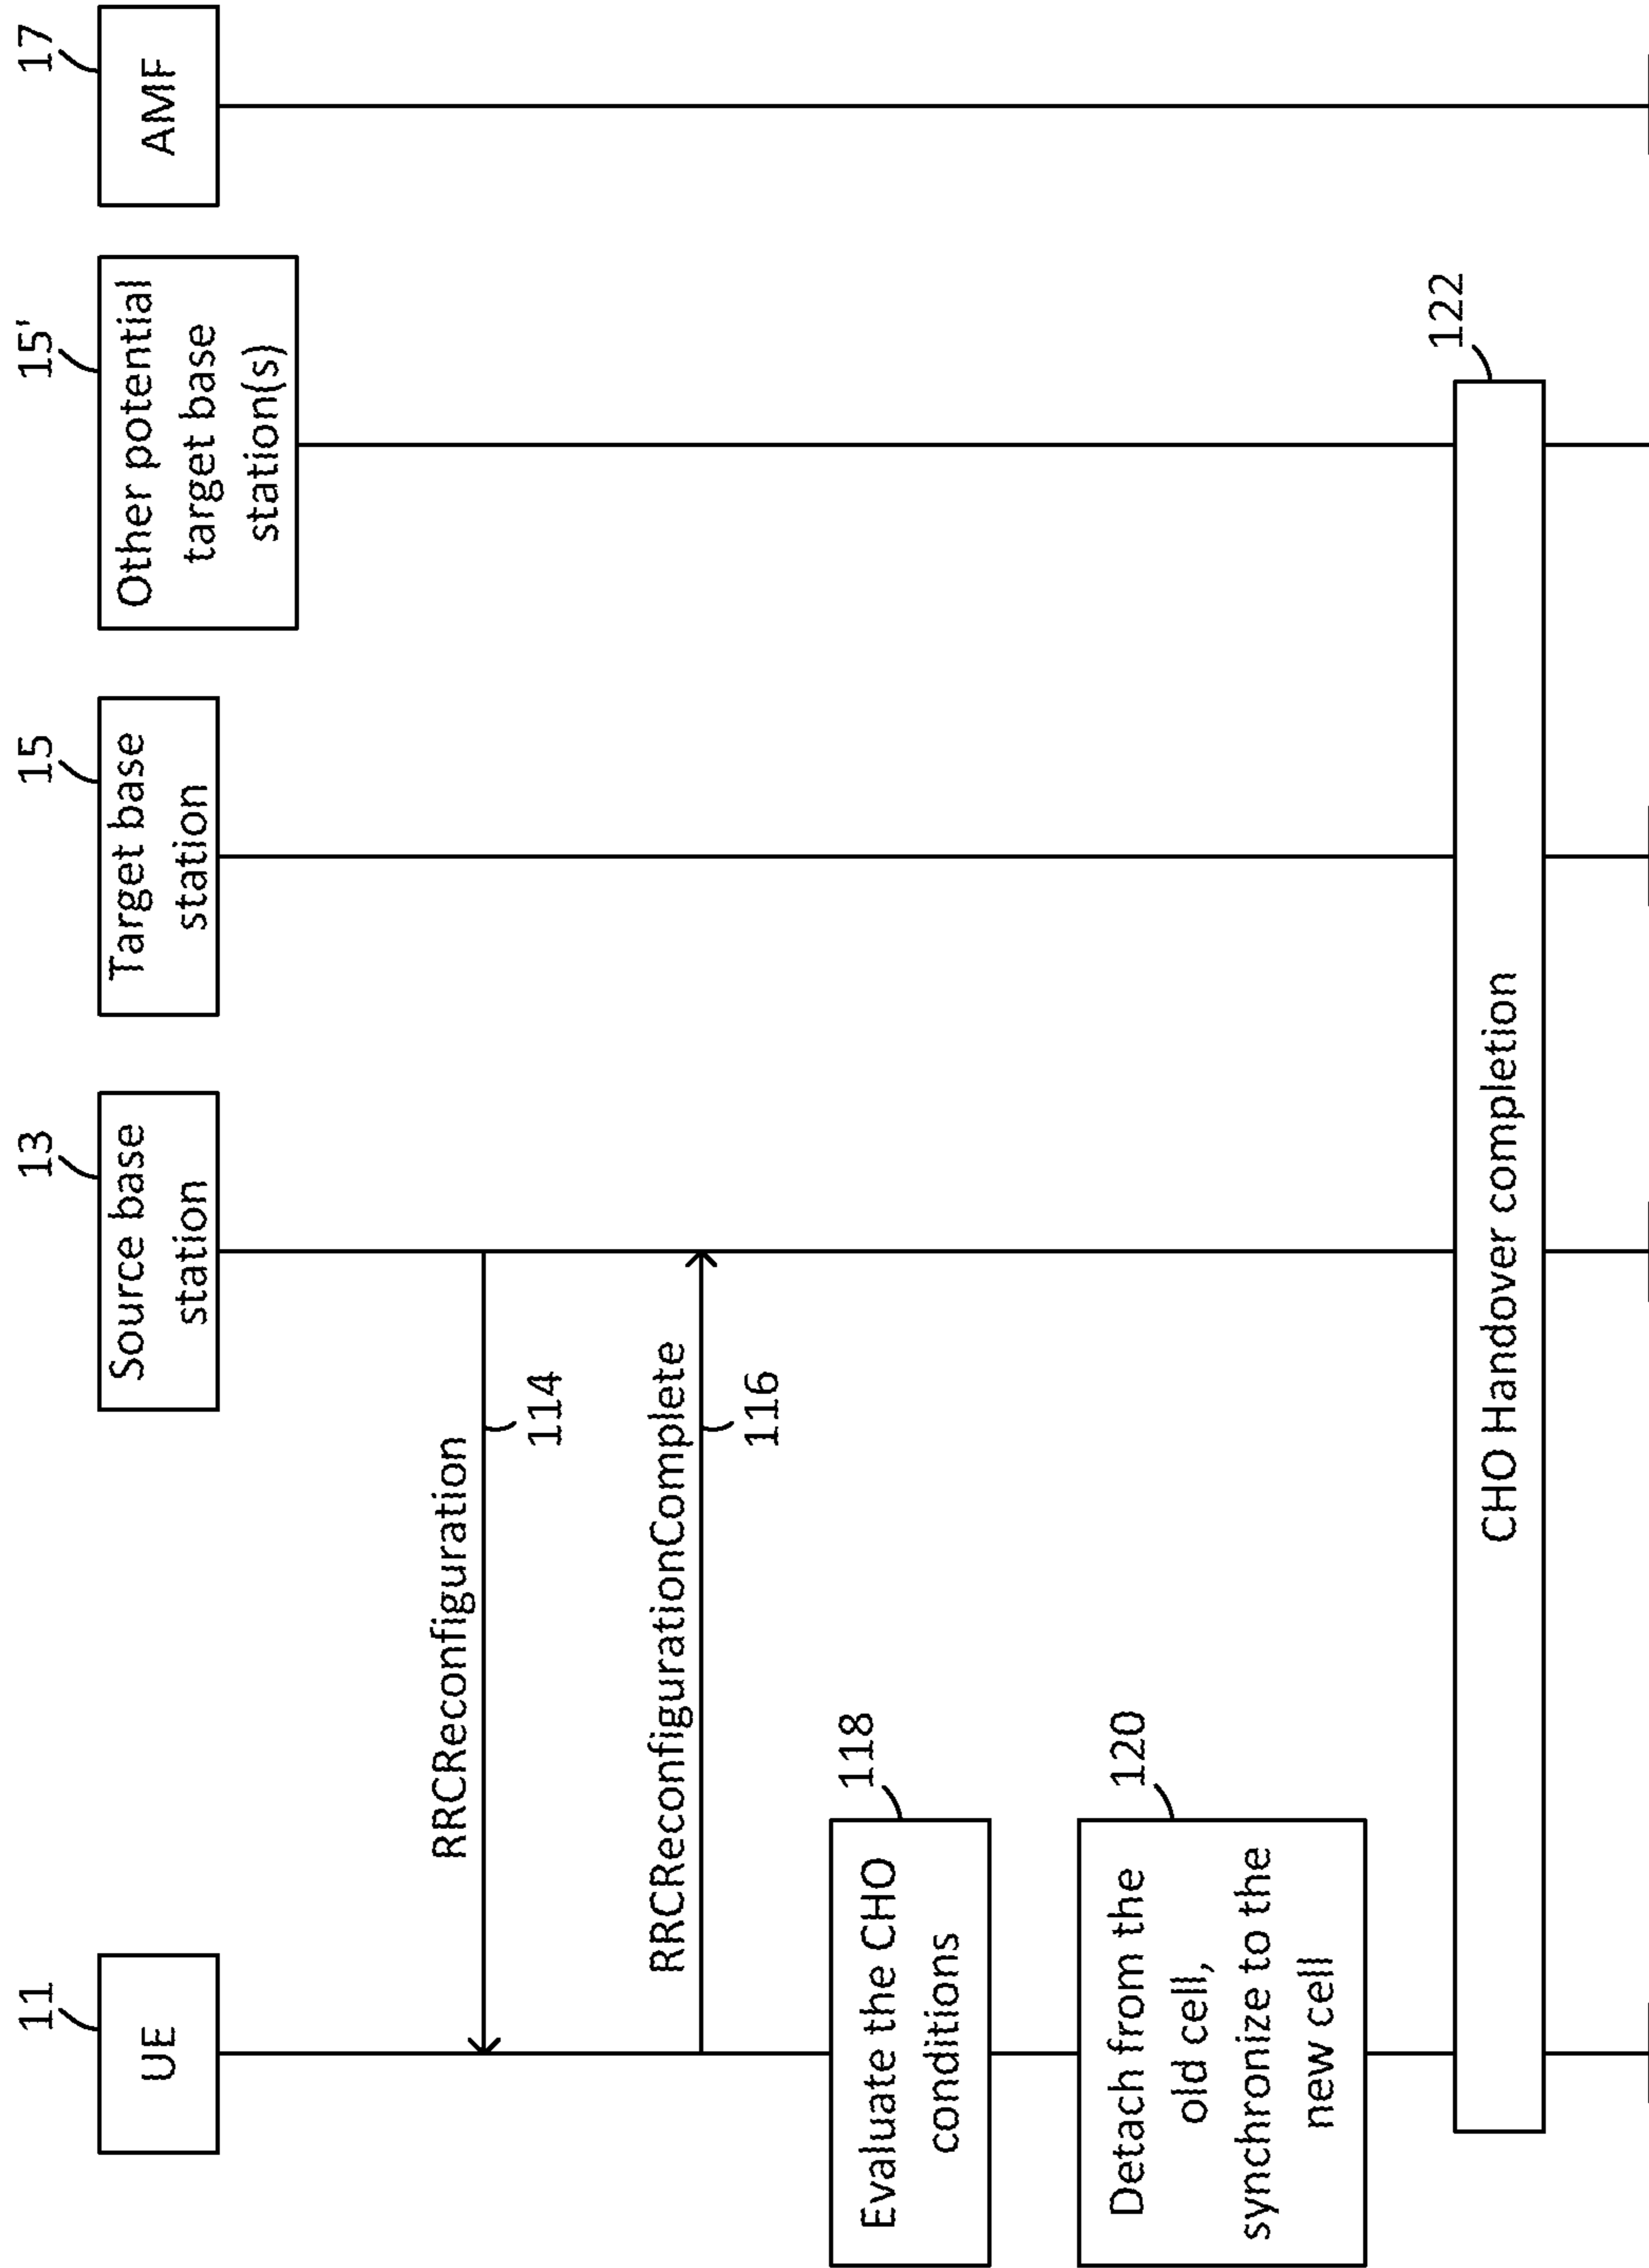 11
UE
13
Source base
station
15
Target base
station
15'
Other potential
target base
station(s)
17
AMF
RRCReconfiguration
114
RRCReconfigurationComplete
116
Evaluate the CHO
conditions
118
Detach from the
old cell,
synchronize to the
new cell
120
CHO Handover completion
122